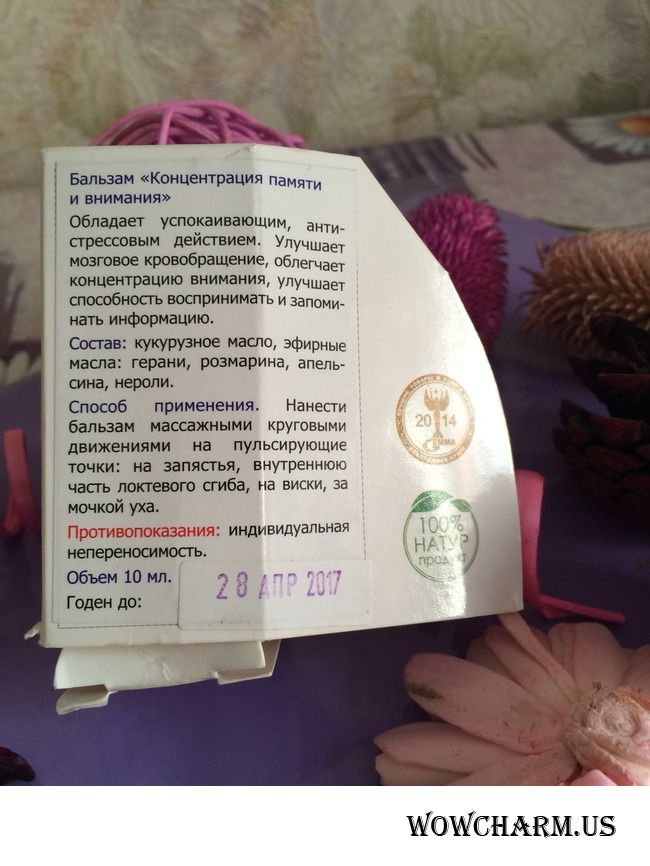 Бальзам «Концентрация памяти
и внимания»
Обладает успокаивающим, анти-
стрессовым действием. Улучшает
мозговое кровобращение, облегчает
концентрацию внимания, улучшает
способность воспринимать и запоми-
нать информацию.
Состав: кукурузное масло, эфирные
масла: герани, розмарина, апель-
сина, нероли.
Способ применения. Нанести
бальзам массажными круговыми
движениями на пульсирующие
точки: на запястья, внутреннюю
часть локтевого сгиба, на виски, за
мочкой уха.
Противопоказания: индивидуальная
непереносимость.
Объем 10 мл.
Годен до:
28 АПР 2017
2014
100%
НАТУР
продукт
WOWCHARM.US